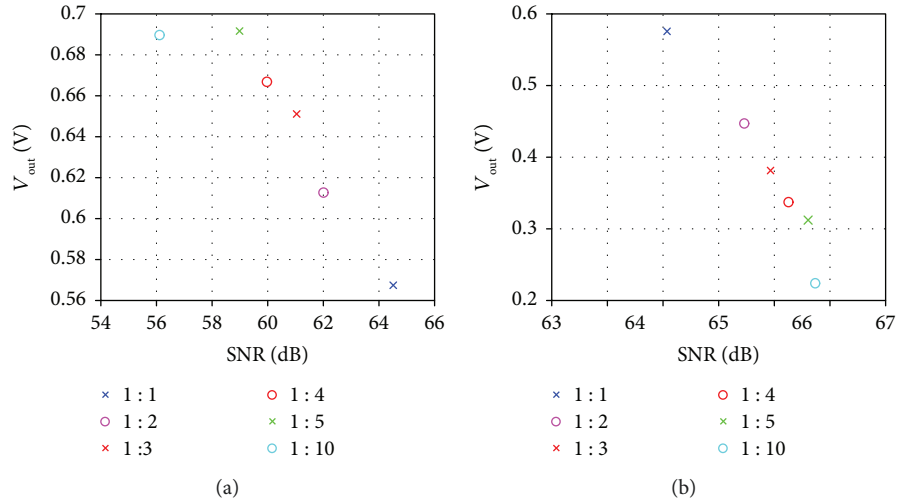 0.7
0.68
0.66
0.64
0.62
0.6
0.58
0.56
V out (V)
54 56 58 60 62 64 66
SNR (dB)
× 1 : 1
○ 1 : 2
× 1 :3
○ 1 : 4
× 1 : 5
○ 1 : 10
(a)
0.6
0.5
0.4
0.3
0.2
V out (V)
63 64 65 66 67
SNR (dB)
× 1 : 1
○ 1 : 2
× 1 : 3
○ 1 : 4
× 1 : 5
○ 1 : 10
(b)